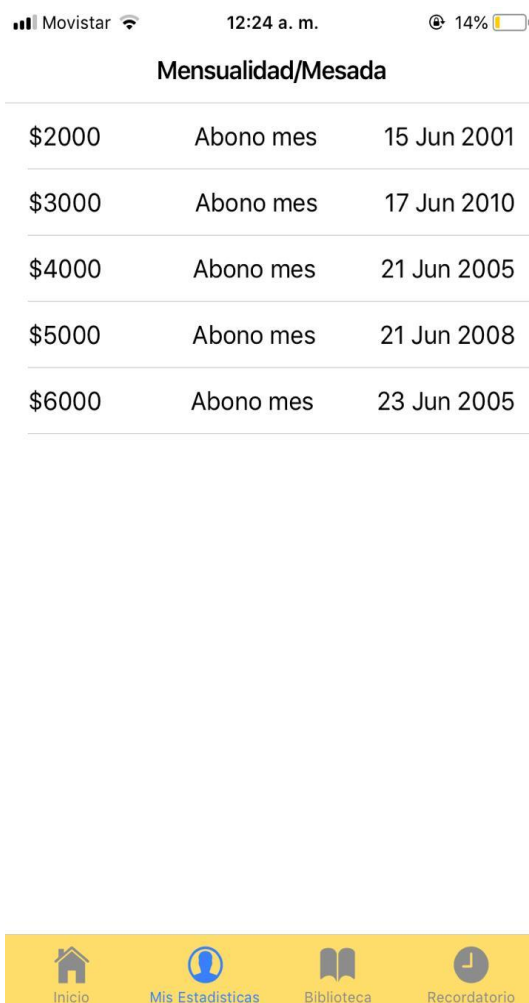 Movistar 12:24 a. m. 14%
Mensualidad/Mesada
$2000 Abono mes 15 Jun 2001
$3000 Abono mes 17 Jun 2010
$4000 Abono mes 21 Jun 2005
$5000 Abono mes 21 Jun 2008
$6000 Abono mes 23 Jun 2005
Inicio Mis Estadisticas Biblioteca Recordatorio